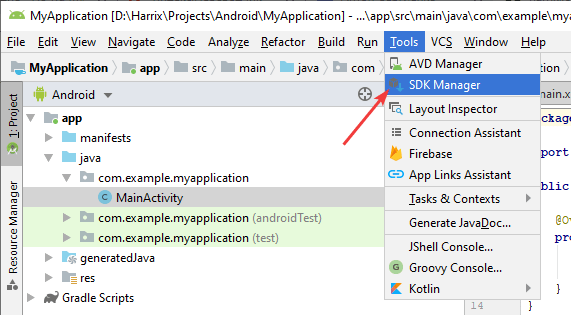 MyApplication [D:\Harrix\Projects\Android\MyApplication] - ...\app\src\main\java\com\example\mya
File Edit View Navigate Code Analyze Refactor Build Run Tools VCS Window Help
MyApplication app src main java com
Android
1: Project
Resource Manager
app
manifests
java
com.example.myapplication
MainActivity
com.example.myapplication (androidTest)
com.example.myapplication (test)
generatedJava
res
Gradle Scripts
AVD Manager
SDK Manager
Layout Inspector
Connection Assistant
Firebase
App Links Assistant
Tasks & Contexts
Generate JavaDoc...
JShell Console...
Groovy Console...
Kotlin
main.x
@Ov
}
14 }